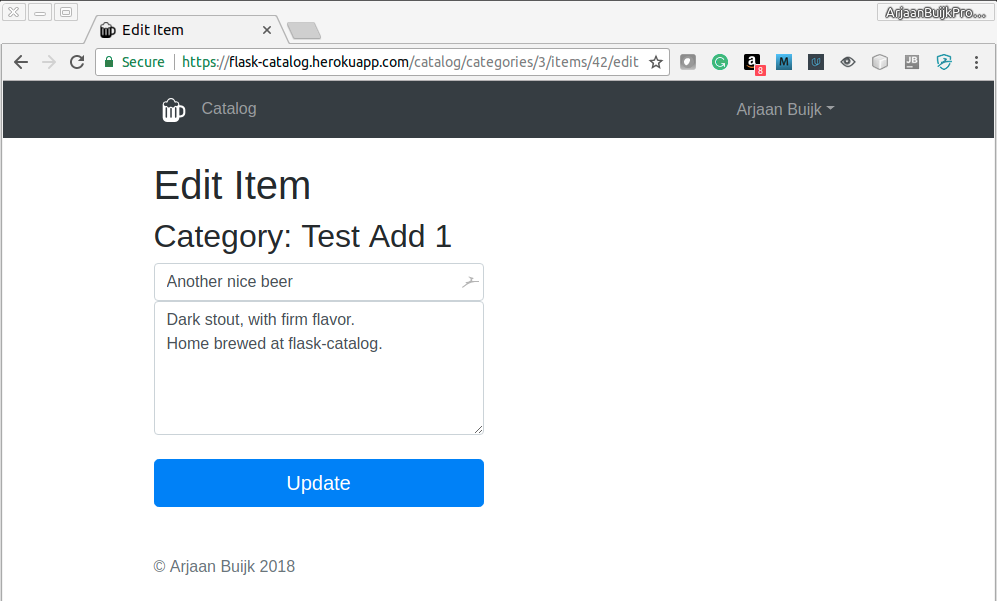 ArjaanBuijkPro...
Edit Item
Secure https://flask-catalog.herokuapp.com/catalog/categories/3/items/42/edit
a 8 M JB
Catalog Arjaan Buijk
Edit Item
Category: Test Add 1
Another nice beer
Dark stout, with firm flavor.
Home brewed at flask-catalog.
Update
© Arjaan Buijk 2018